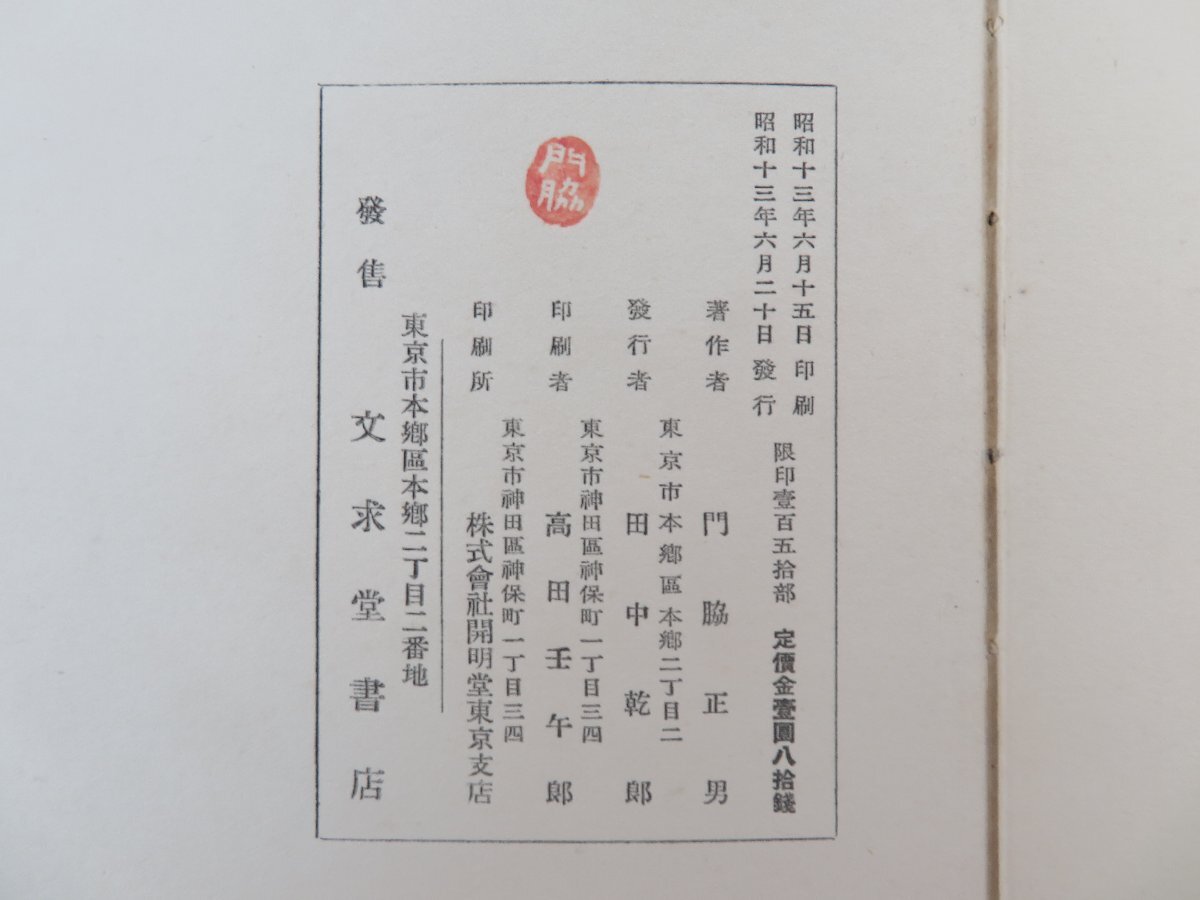 昭和十三年六月十五日 印刷
昭和十三年六月二十日 發行
限印壹百五拾部 定價金壹圓八拾錢
著作者 門脇正男
東京市本鄕區本鄕二丁目二
發行者 田中乾郎
東京市神田區神保町一丁目三四
印刷者 高田壬午郎
東京市神田區神保町一丁目三四
印刷所 株式會社開明堂東京支店
門脇
東京市本鄕區本鄕二丁目二番地
發售 文求堂書店